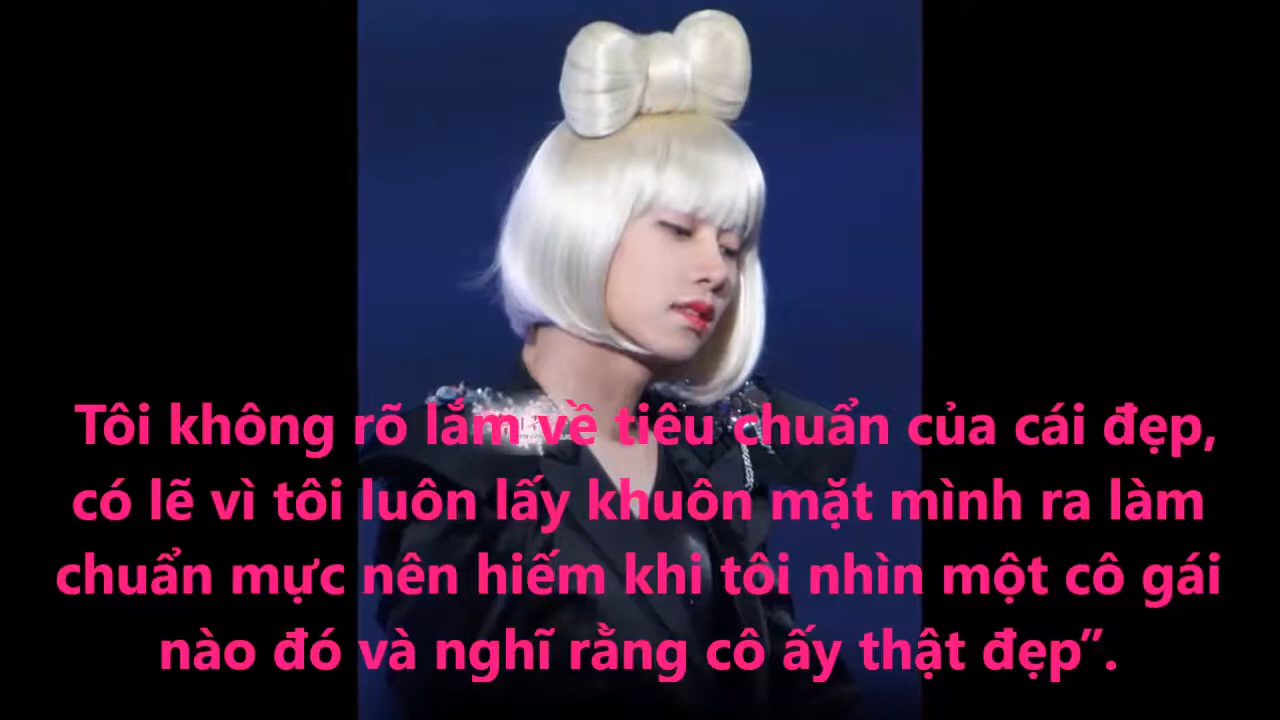 Tôi không rõ lắm về tiêu chuẩn của cái đẹp,
có lẽ vì tôi luôn lấy khuôn mặt mình ra làm
chuẩn mực nên hiếm khi tôi nhìn một cô gái
nào đó và nghĩ rằng cô ấy thật đẹp”.